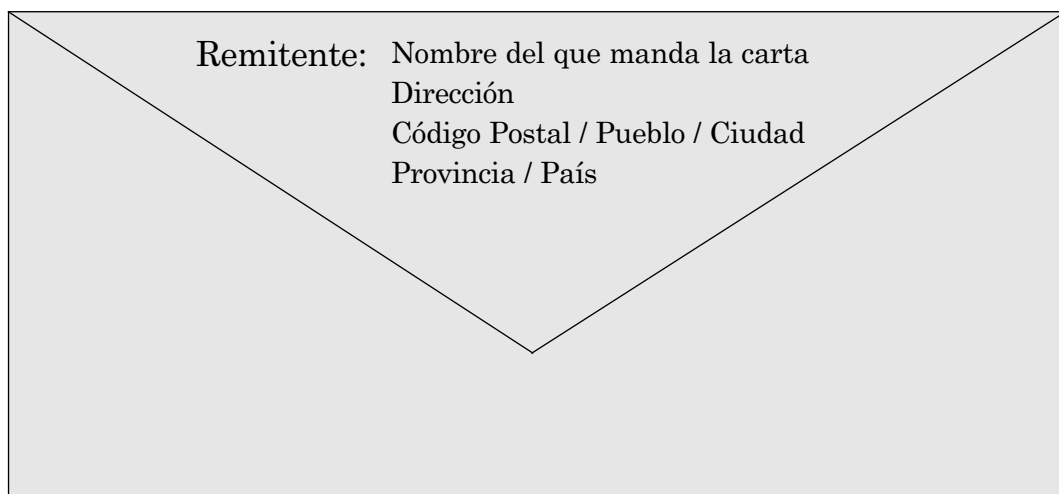 Remitente: Nombre del que manda la carta
Dirección
Código Postal / Pueblo / Ciudad
Provincia / País